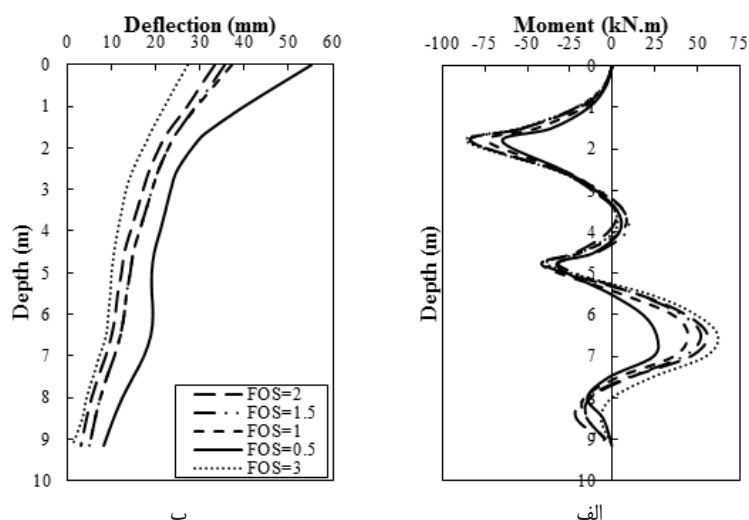 Deflection (mm)
0 10 20 30 40 50 60
0
1
2
3
4
5
6
7
8
9
10
Depth (m)
FOS=2
FOS=1.5
FOS=1
FOS=0.5
FOS=3
ب
Moment (kN.m)
-100 -75 -50 -25 0 25 50 75
0
1
2
3
4
5
6
7
8
9
10
Depth (m)
الف